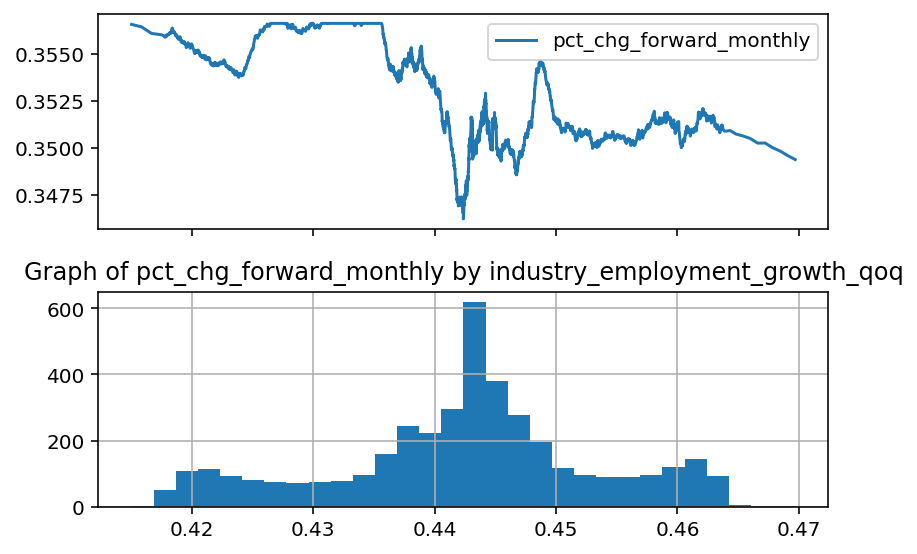 pct_chg_forward_monthly
0.3550
0.3525
0.3500
0.3475
Graph of pct_chg_forward_monthly by industry_employment_growth_qoq
600
400
200
0
0.42 0.43 0.44 0.45 0.46 0.47